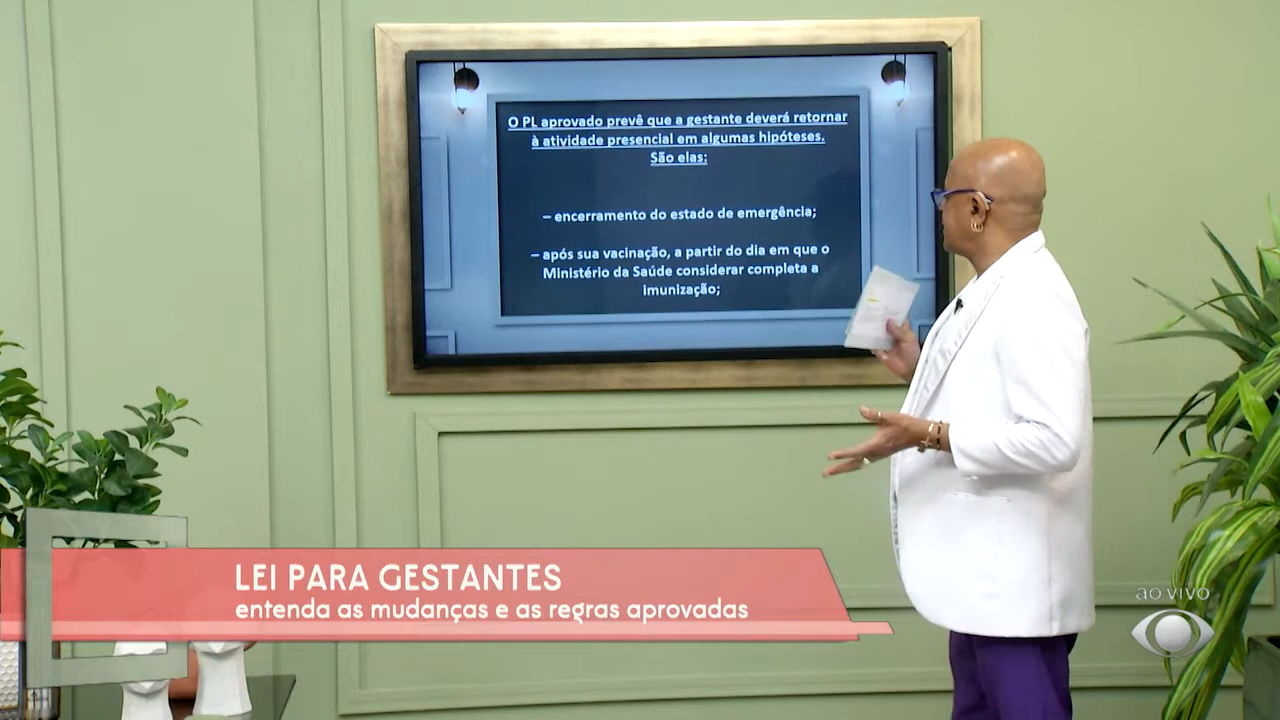 O PL aprovado prevê que a gestante deverá retornar
à atividade presencial em algumas hipóteses.
São elas:
– encerramento do estado de emergência;
– após sua vacinação, a partir do dia em que o
Ministério da Saúde considerar completa a
imunização;
LEI PARA GESTANTES
entenda as mudanças e as regras aprovadas
ao vivo